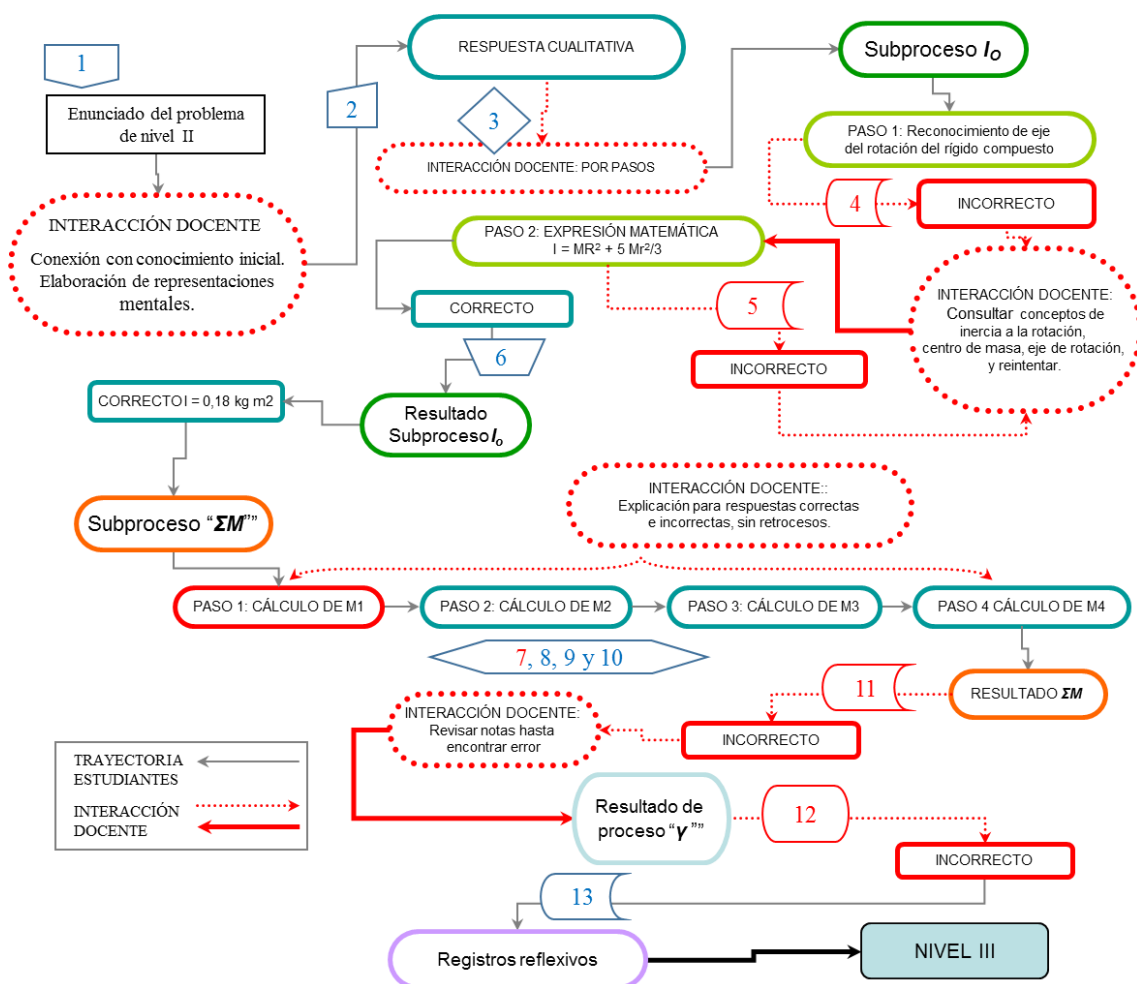 1
Enunciado del problema
de nivel II
INTERACCIÓN DOCENTE
Conexión con conocimiento inicial.
Elaboración de representaciones
mentales.
2
RESPUESTA CUALITATIVA
3
INTERACCIÓN DOCENTE: POR PASOS
Subproceso I_O
PASO 1: Reconocimiento de eje
del rotación del rígido compuesto
4
INCORRECTO
INTERACCIÓN DOCENTE:
Consultar conceptos de
inercia a la rotación,
centro de masa, eje de rotación,
y reintentar.
PASO 2: EXPRESIÓN MATEMÁTICA
I = MR² + 5 Mr²/3
5
INCORRECTO
CORRECTO
6
Resultado
Subproceso I_o
CORRECTO I = 0,18 kg m2
Subproceso “ΣM””
INTERACCIÓN DOCENTE::
Explicación para respuestas correctas
e incorrectas, sin retrocesos.
PASO 1: CÁLCULO DE M1
PASO 2: CÁLCULO DE M2
PASO 3: CÁLCULO DE M3
PASO 4 CÁLCULO DE M4
7, 8, 9 y 10
RESULTADO ΣM
11
INCORRECTO
INTERACCIÓN DOCENTE:
Revisar notas hasta
encontrar error
TRAYECTORIA
ESTUDIANTES
INTERACCIÓN
DOCENTE
Resultado de
proceso “γ””
12
INCORRECTO
13
Registros reflexivos
NIVEL III